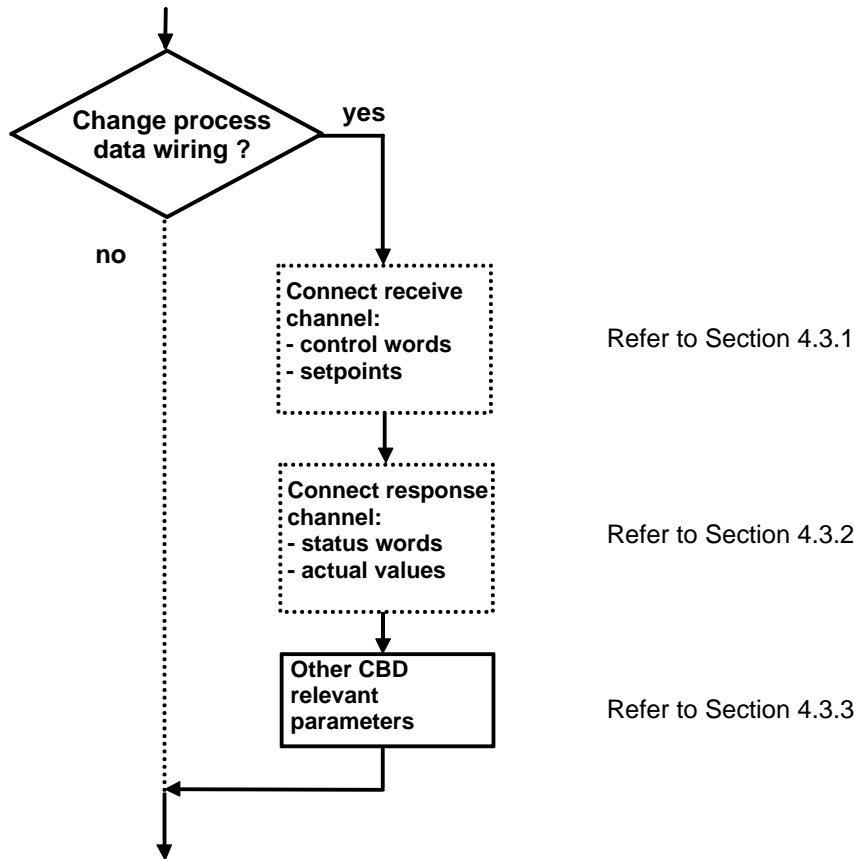 Change process
data wiring ?
yes
no
Connect receive
channel:
- control words
- setpoints
Refer to Section 4.3.1
Connect response
channel:
- status words
- actual values
Refer to Section 4.3.2
Other CBD
relevant
parameters
Refer to Section 4.3.3